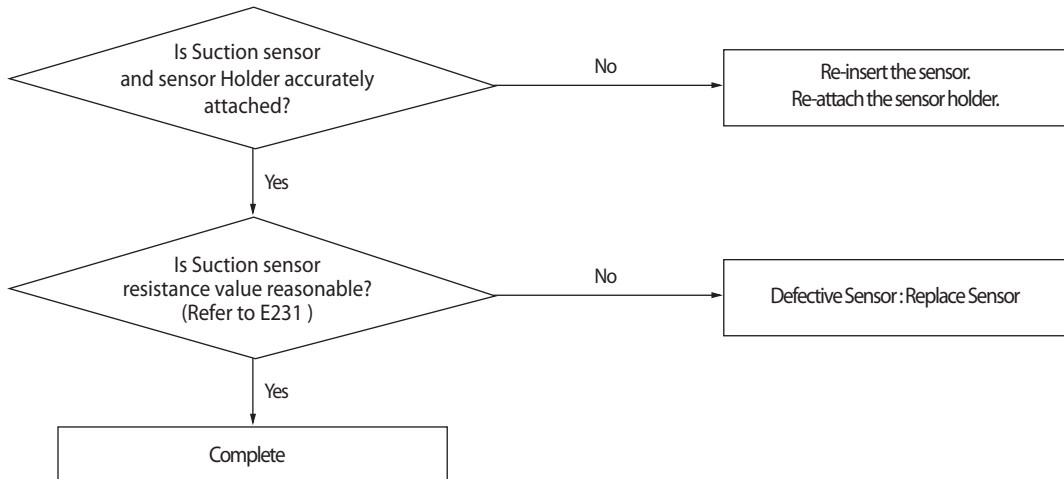 Is Suction sensor
and sensor Holder accurately
attached?
No
Re-insert the sensor.
Re-attach the sensor holder.
Yes
Is Suction sensor
resistance value reasonable?
(Refer to E231 )
No
Defective Sensor : Replace Sensor
Yes
Complete